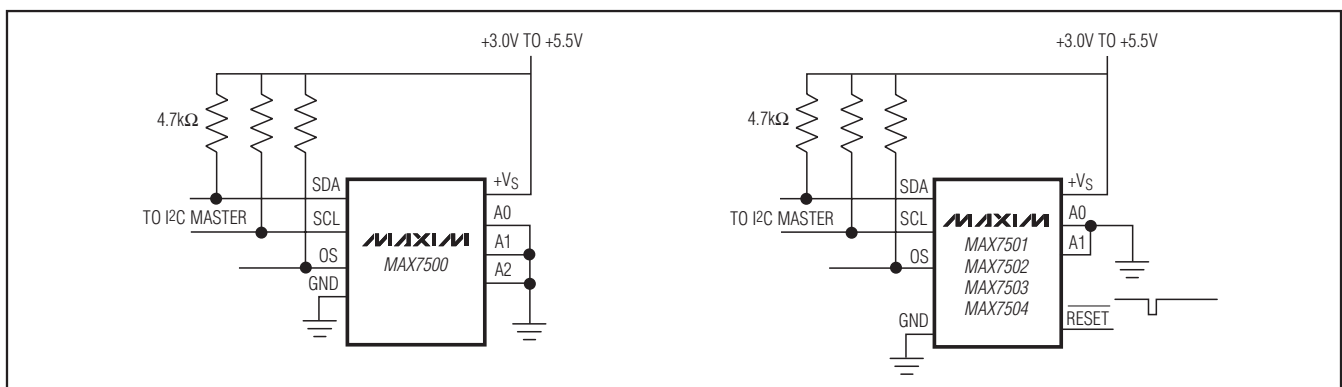 +3.0V TO +5.5V
4.7kΩ
SDA
+VS
TO I2C MASTER
SCL
A0
MAXIM
A1
MAX7500
OS
A2
GND
+3.0V TO +5.5V
4.7kΩ
SDA
+VS
TO I2C MASTER
SCL
A0
MAXIM
MAX7501
A1
OS
MAX7502
MAX7503
MAX7504
GND
RESET